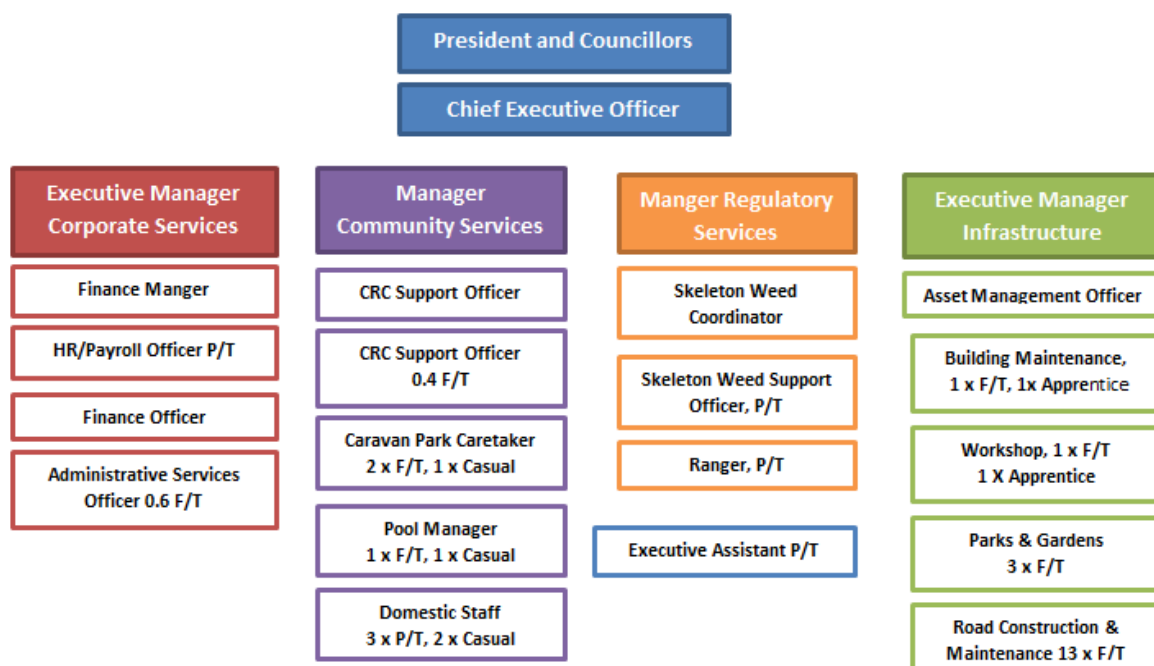 President and Councillors
Chief Executive Officer
Executive Manager
Corporate Services
Finance Manger
HR/Payroll Officer P/T
Finance Officer
Administrative Services
Officer 0.6 F/T
Manager
Community Services
CRC Support Officer
CRC Support Officer
0.4 F/T
Caravan Park Caretaker
2 x F/T, 1 x Casual
Pool Manager
1 x F/T, 1 x Casual
Domestic Staff
3 x P/T, 2 x Casual
Manger Regulatory
Services
Skeleton Weed
Coordinator
Skeleton Weed Support
Officer, P/T
Ranger, P/T
Executive Assistant P/T
Executive Manager
Infrastructure
Asset Management Officer
Building Maintenance,
1 x F/T, 1x Apprentice
Workshop, 1 x F/T
1 X Apprentice
Parks & Gardens
3 x F/T
Road Construction &
Maintenance 13 x F/T